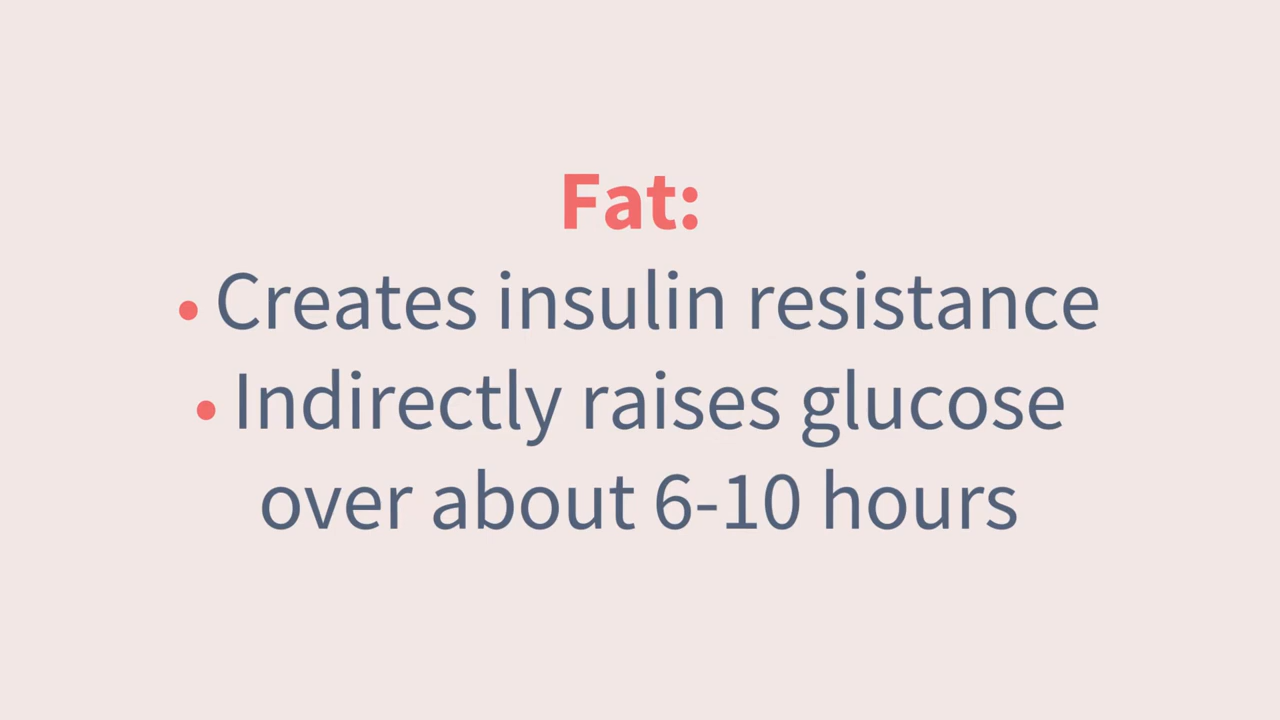 Fat:
• Creates insulin resistance
• Indirectly raises glucose
over about 6-10 hours